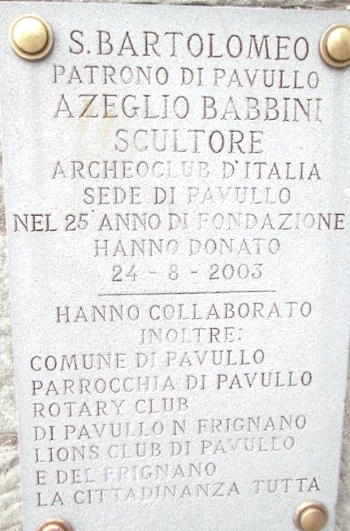 S. BARTOLOMEO
PATRONO DI PAVULLO
AZEGLIO BABBINI
SCULTORE
ARCHEOCLUB D'ITALIA
SEDE DI PAVULLO
NEL 25° ANNO DI FONDAZIONE
HANNO DONATO
24 - 8 - 2003
HANNO COLLABORATO
INOLTRE:
COMUNE DI PAVULLO
PARROCCHIA DI PAVULLO
ROTARY CLUB
DI PAVULLO N FRIGNANO
LIONS CLUB DI PAVULLO
E DEL FRIGNANO
LA CITTADINANZA TUTTA